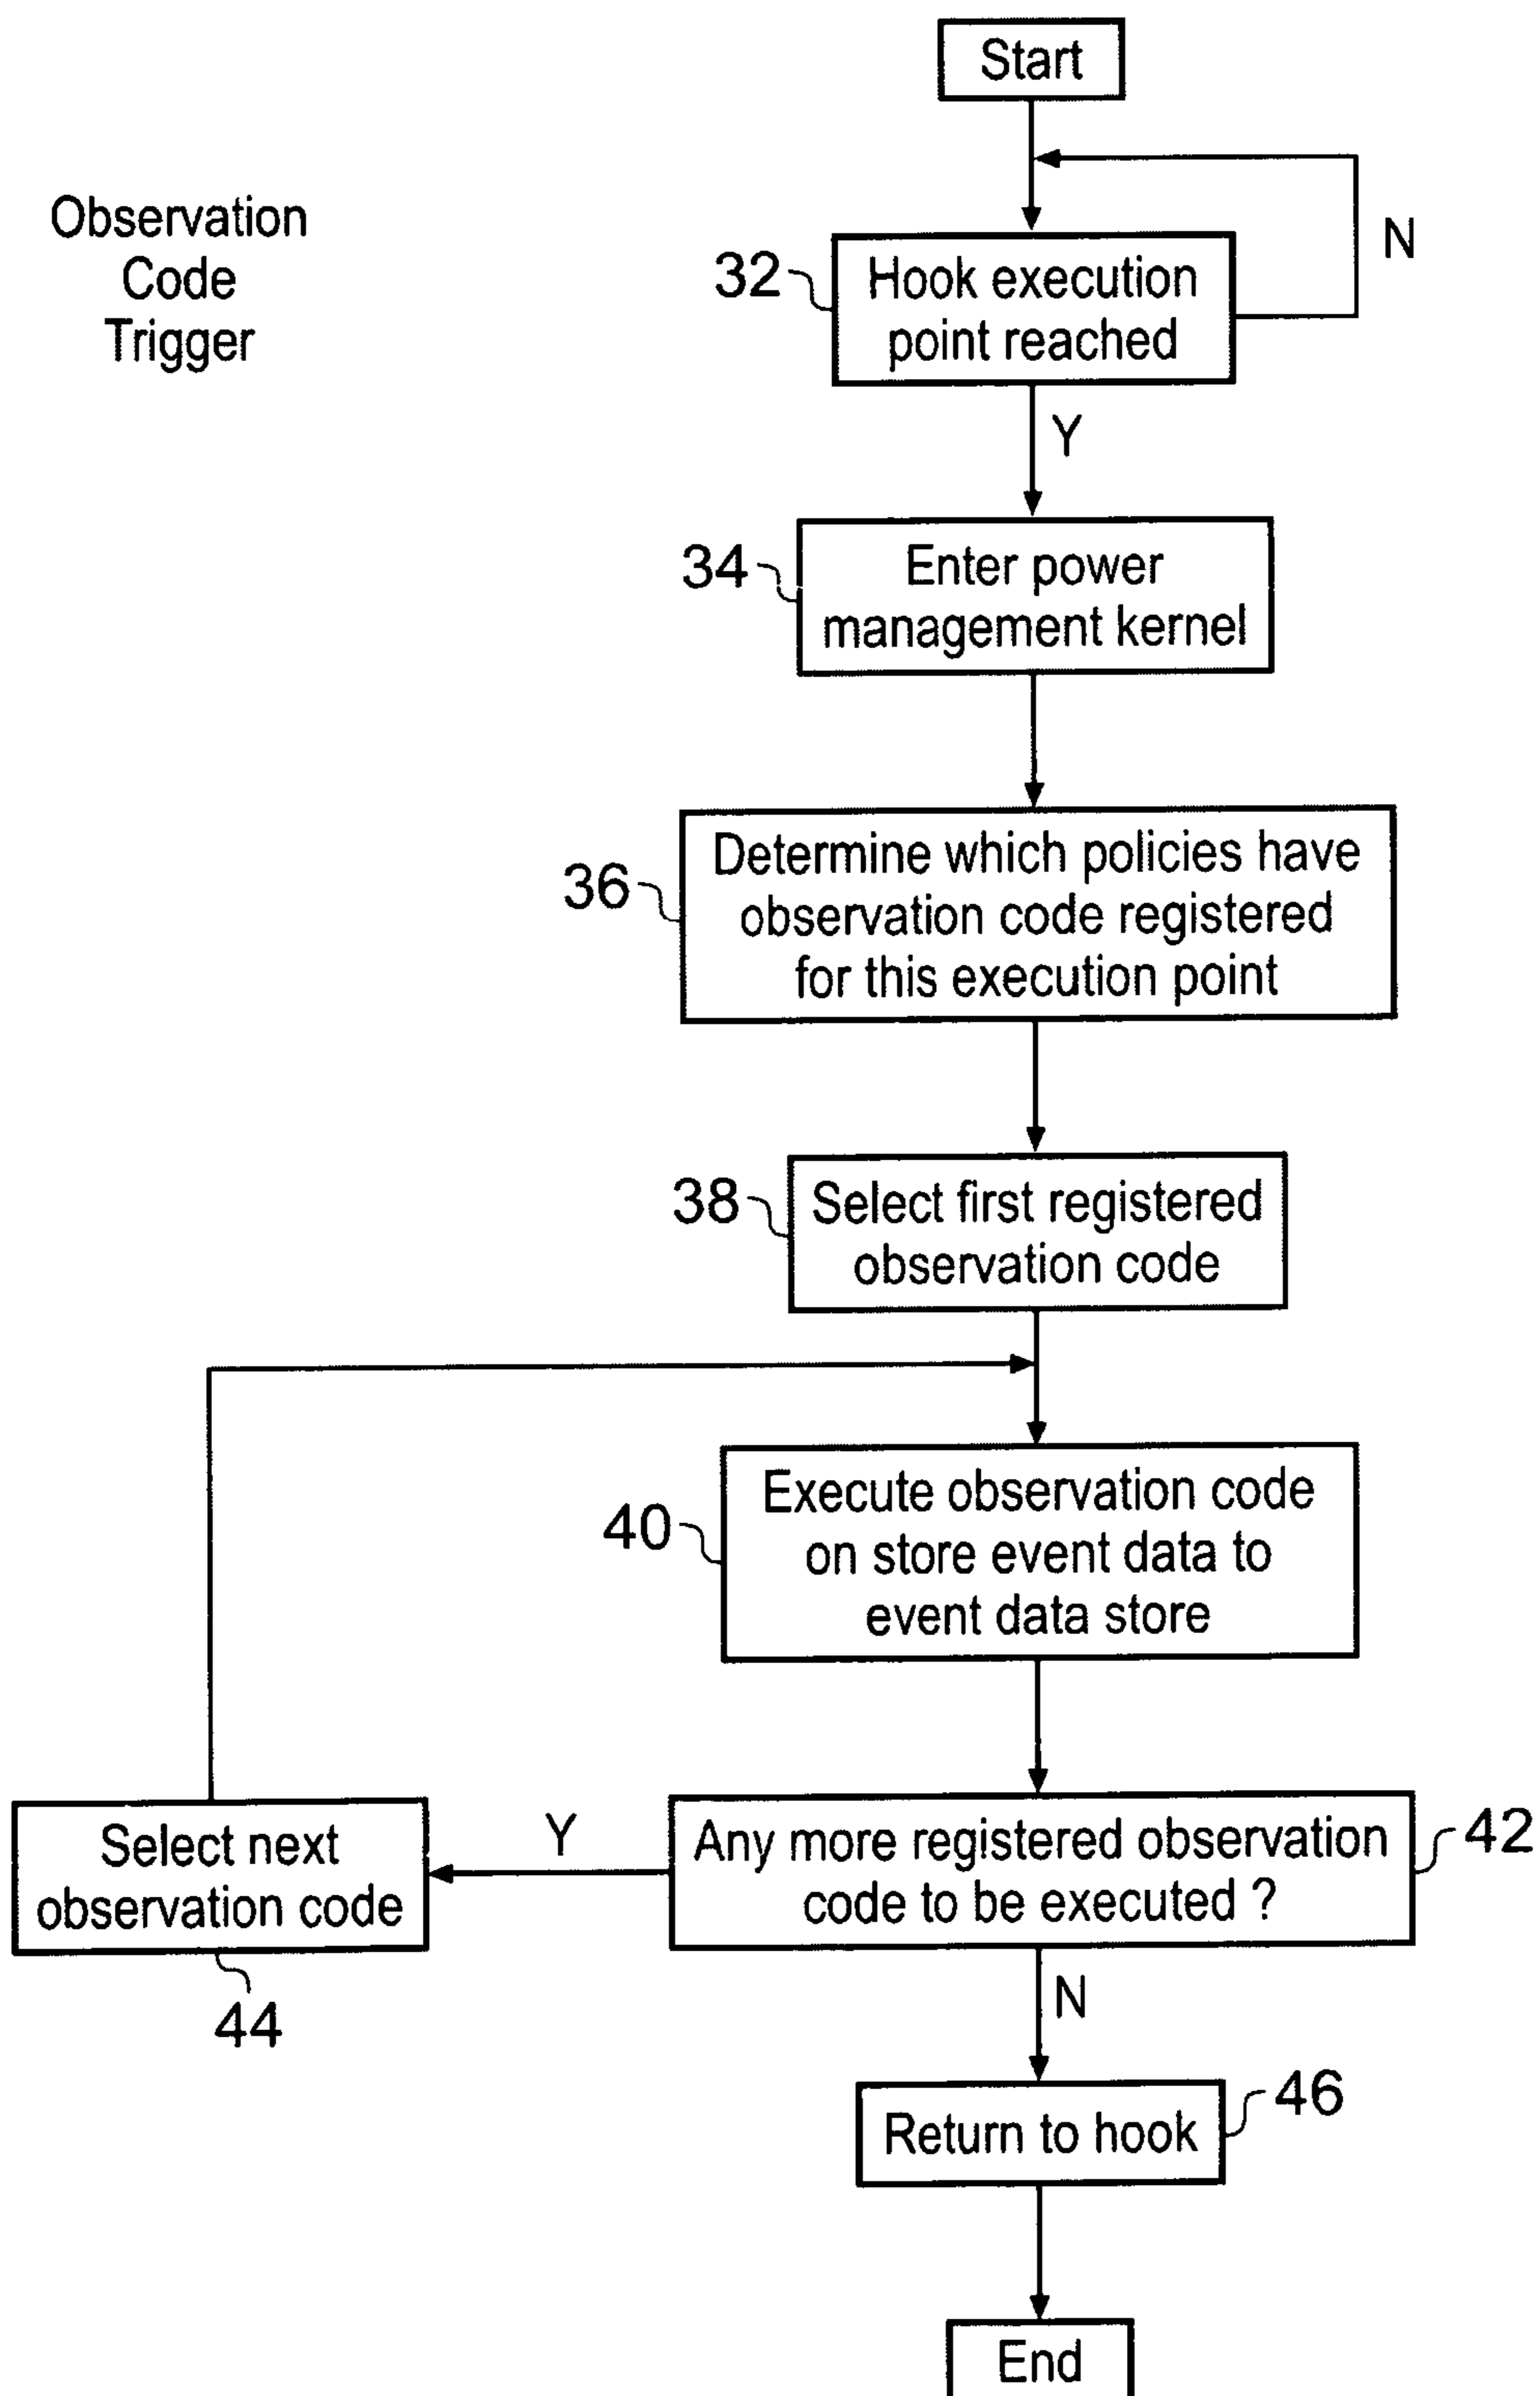 Start
Observation
Code
Trigger
N
32
Hook execution
point reached
Y
34
Enter power
management kernel
36
Determine which policies have
observation code registered
for this execution point
38
Select first registered
observation code
40
Execute observation code
on store event data to
event data store
Select next
observation code
Y
Any more registered observation
code to be executed ?
42
44
N
Return to hook
46
End